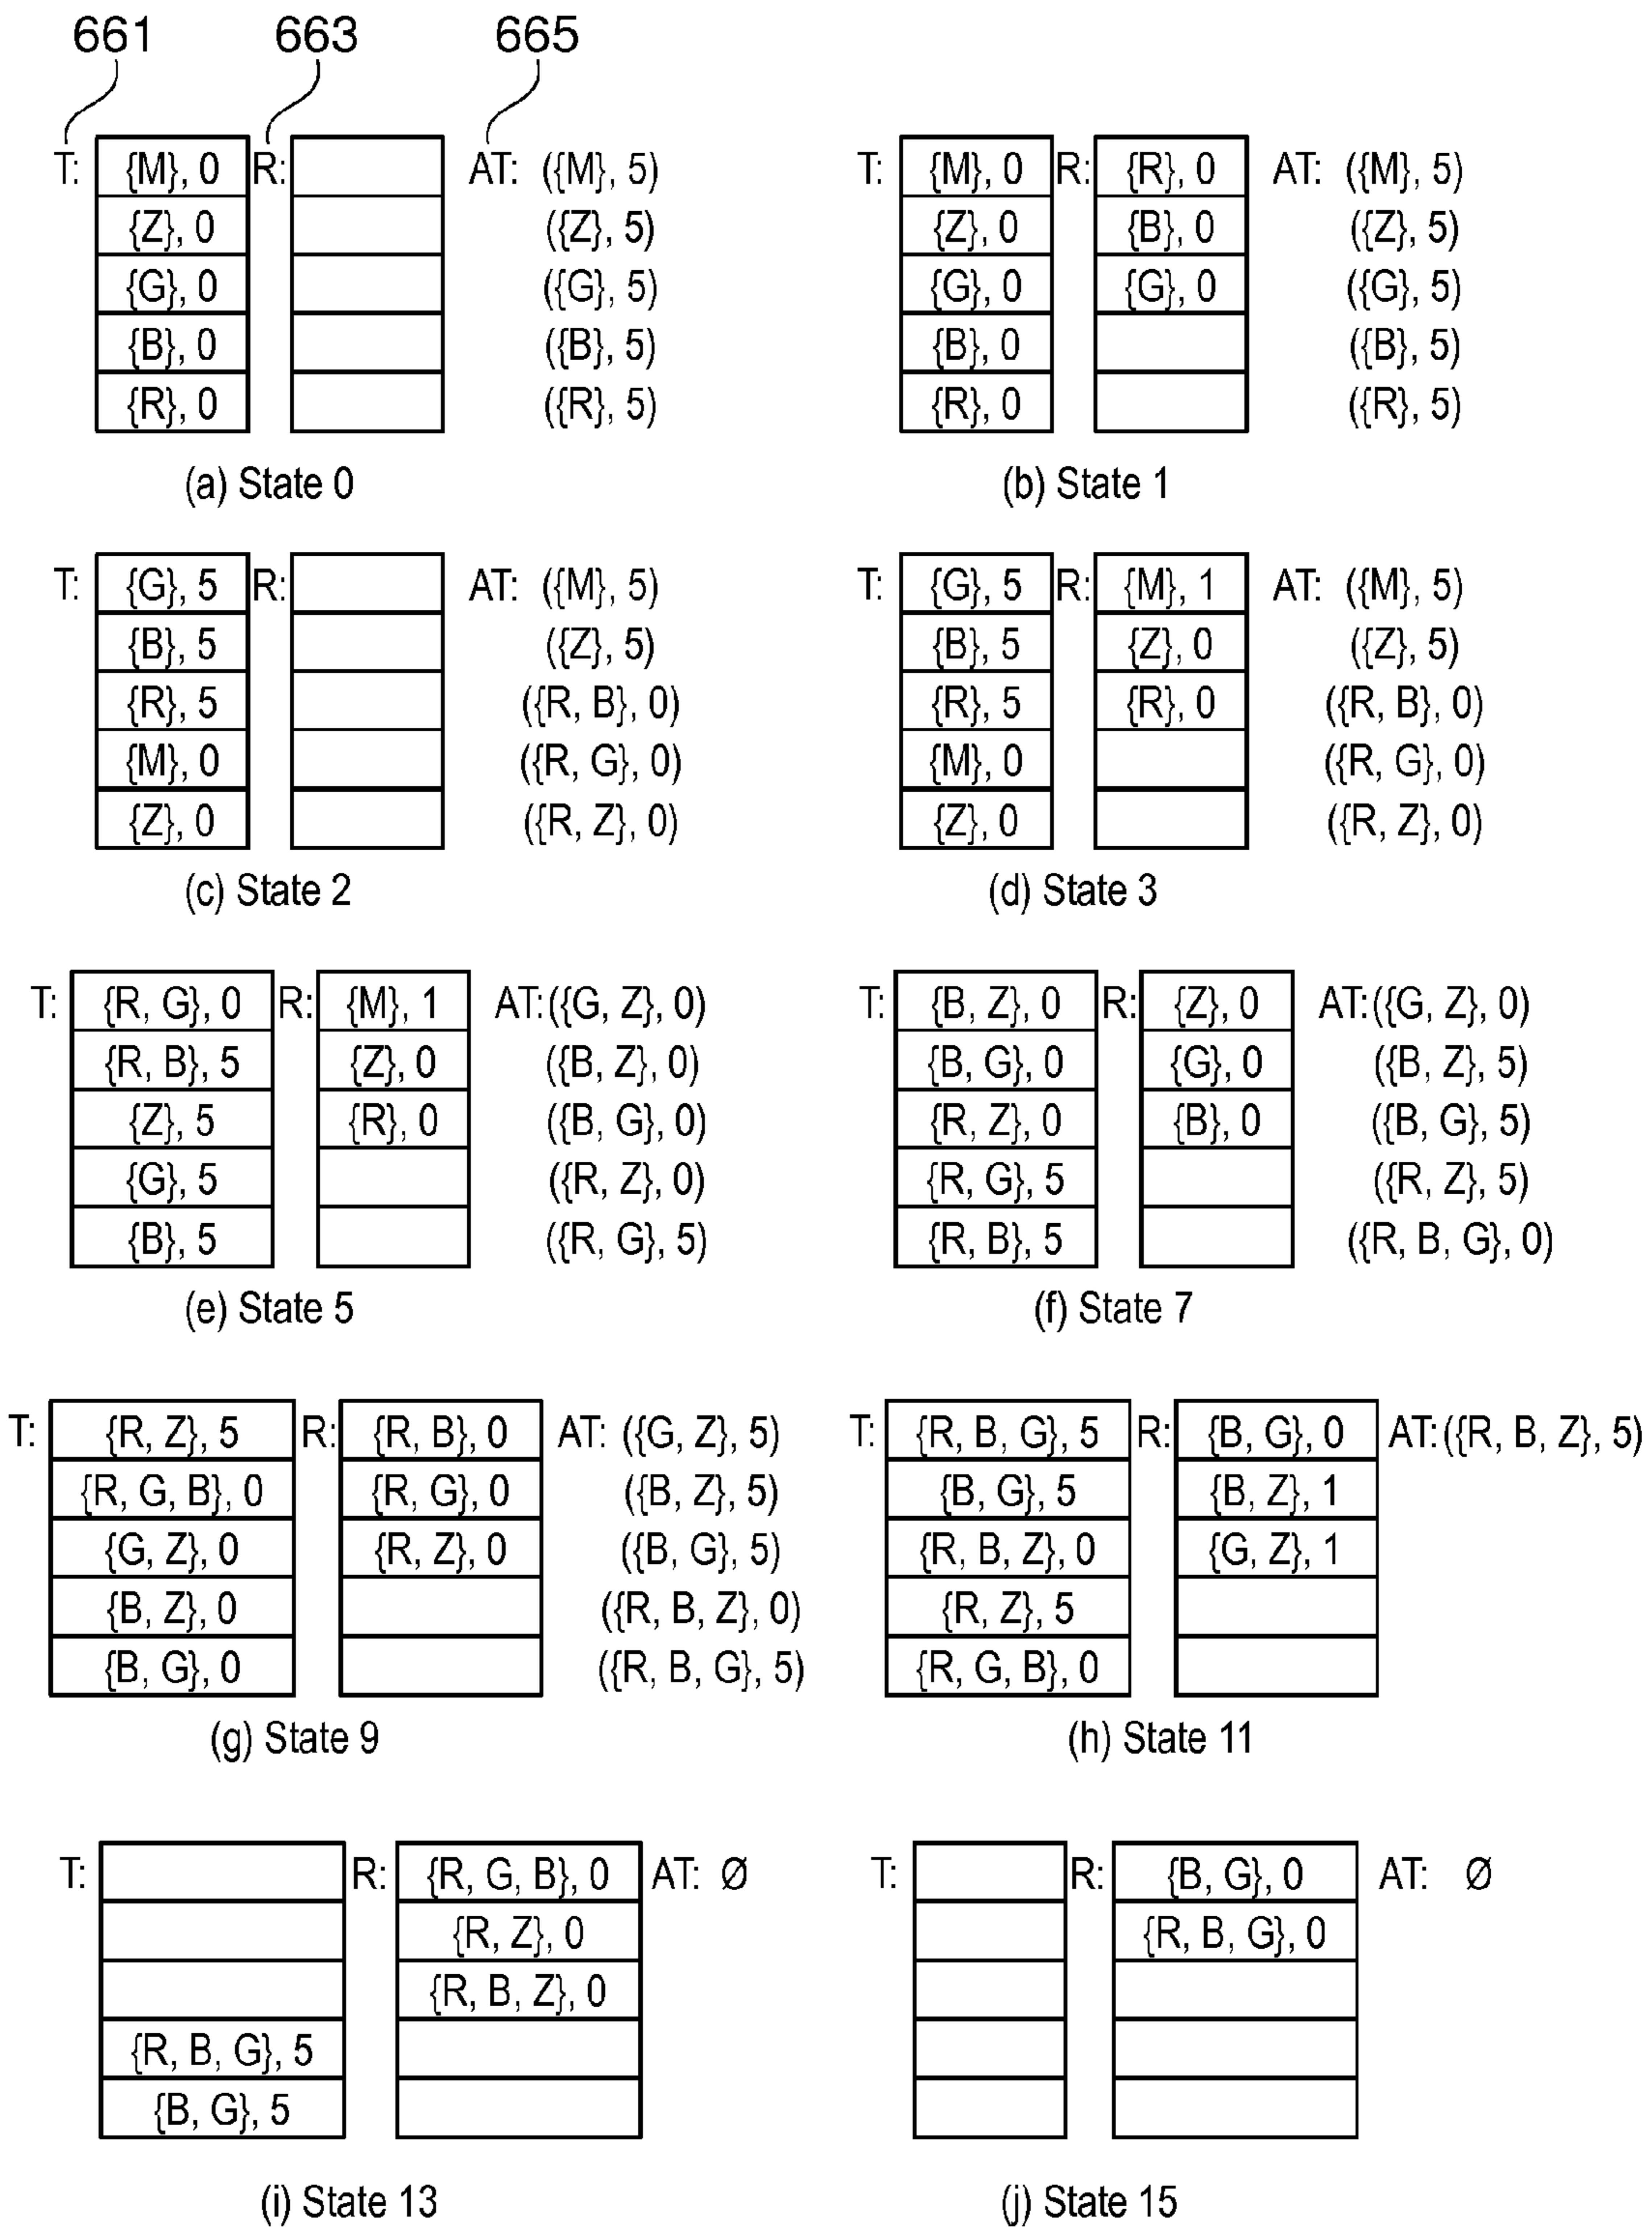 661 663 665
T: {M}, 0 R: AT: ({M}, 5) T: {M}, 0 R: {R}, 0 AT: ({M}, 5)
{Z}, 0 ({Z}, 5) {Z}, 0 {B}, 0 ({Z}, 5)
{G}, 0 ({G}, 5) {G}, 0 {G}, 0 ({G}, 5)
{B}, 0 ({B}, 5) {B}, 0 ({B}, 5)
{R}, 0 ({R}, 5) {R}, 0 ({R}, 5)
(a) State 0 (b) State 1
T: {G}, 5 R: AT: ({M}, 5) T: {G}, 5 R: {M}, 1 AT: ({M}, 5)
{B}, 5 ({Z}, 5) {B}, 5 {Z}, 0 ({Z}, 5)
{R}, 5 ({R, B}, 0) {R}, 5 {R}, 0 ({R, B}, 0)
{M}, 0 ({R, G}, 0) {M}, 0 ({R, G}, 0)
{Z}, 0 ({R, Z}, 0) {Z}, 0 ({R, Z}, 0)
(c) State 2 (d) State 3
T: {R, G}, 0 R: {M}, 1 AT:({G, Z}, 0) T: {B, Z}, 0 R: {Z}, 0 AT:({G, Z}, 0)
{R, B}, 5 {Z}, 0 ({B, Z}, 0) {B, G}, 0 {G}, 0 ({B, Z}, 5)
{Z}, 5 {R}, 0 ({B, G}, 0) {R, Z}, 0 {B}, 0 ({B, G}, 5)
{G}, 5 ({R, Z}, 0) {R, G}, 5 ({R, Z}, 5)
{B}, 5 ({R, G}, 5) {R, B}, 5 ({R, B, G}, 0)
(e) State 5 (f) State 7
T: {R, Z}, 5 R: {R, B}, 0 AT: ({G, Z}, 5) T: {R, B, G}, 5 R: {B, G}, 0 AT:({R, B, Z}, 5)
{R, G, B}, 0 {R, G}, 0 ({B, Z}, 5) {B, G}, 5 {B, Z}, 1
{G, Z}, 0 {R, Z}, 0 ({B, G}, 5) {R, B, Z}, 0 {G, Z}, 1
{B, Z}, 0 ({R, B, Z}, 0) {R, Z}, 5
{B, G}, 0 ({R, B, G}, 5) {R, G, B}, 0
(g) State 9 (h) State 11
T: R: {R, G, B}, 0 AT: Ø T: R: {B, G}, 0 AT: Ø
{R, Z}, 0 {R, B, G}, 0
{R, B, Z}, 0
{R, B, G}, 5
{B, G}, 5
(i) State 13 (j) State 15